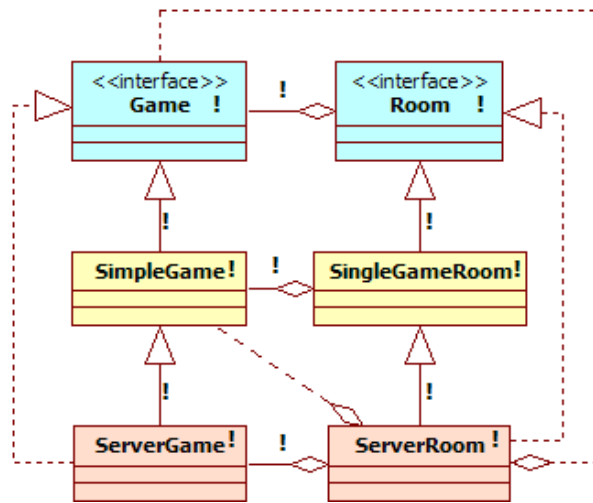 <<interface>>
Game !
!
<<interface>>
Room !
!
!
SimpleGame !
!
SingleGameRoom !
!
!
ServerGame !
!
ServerRoom !